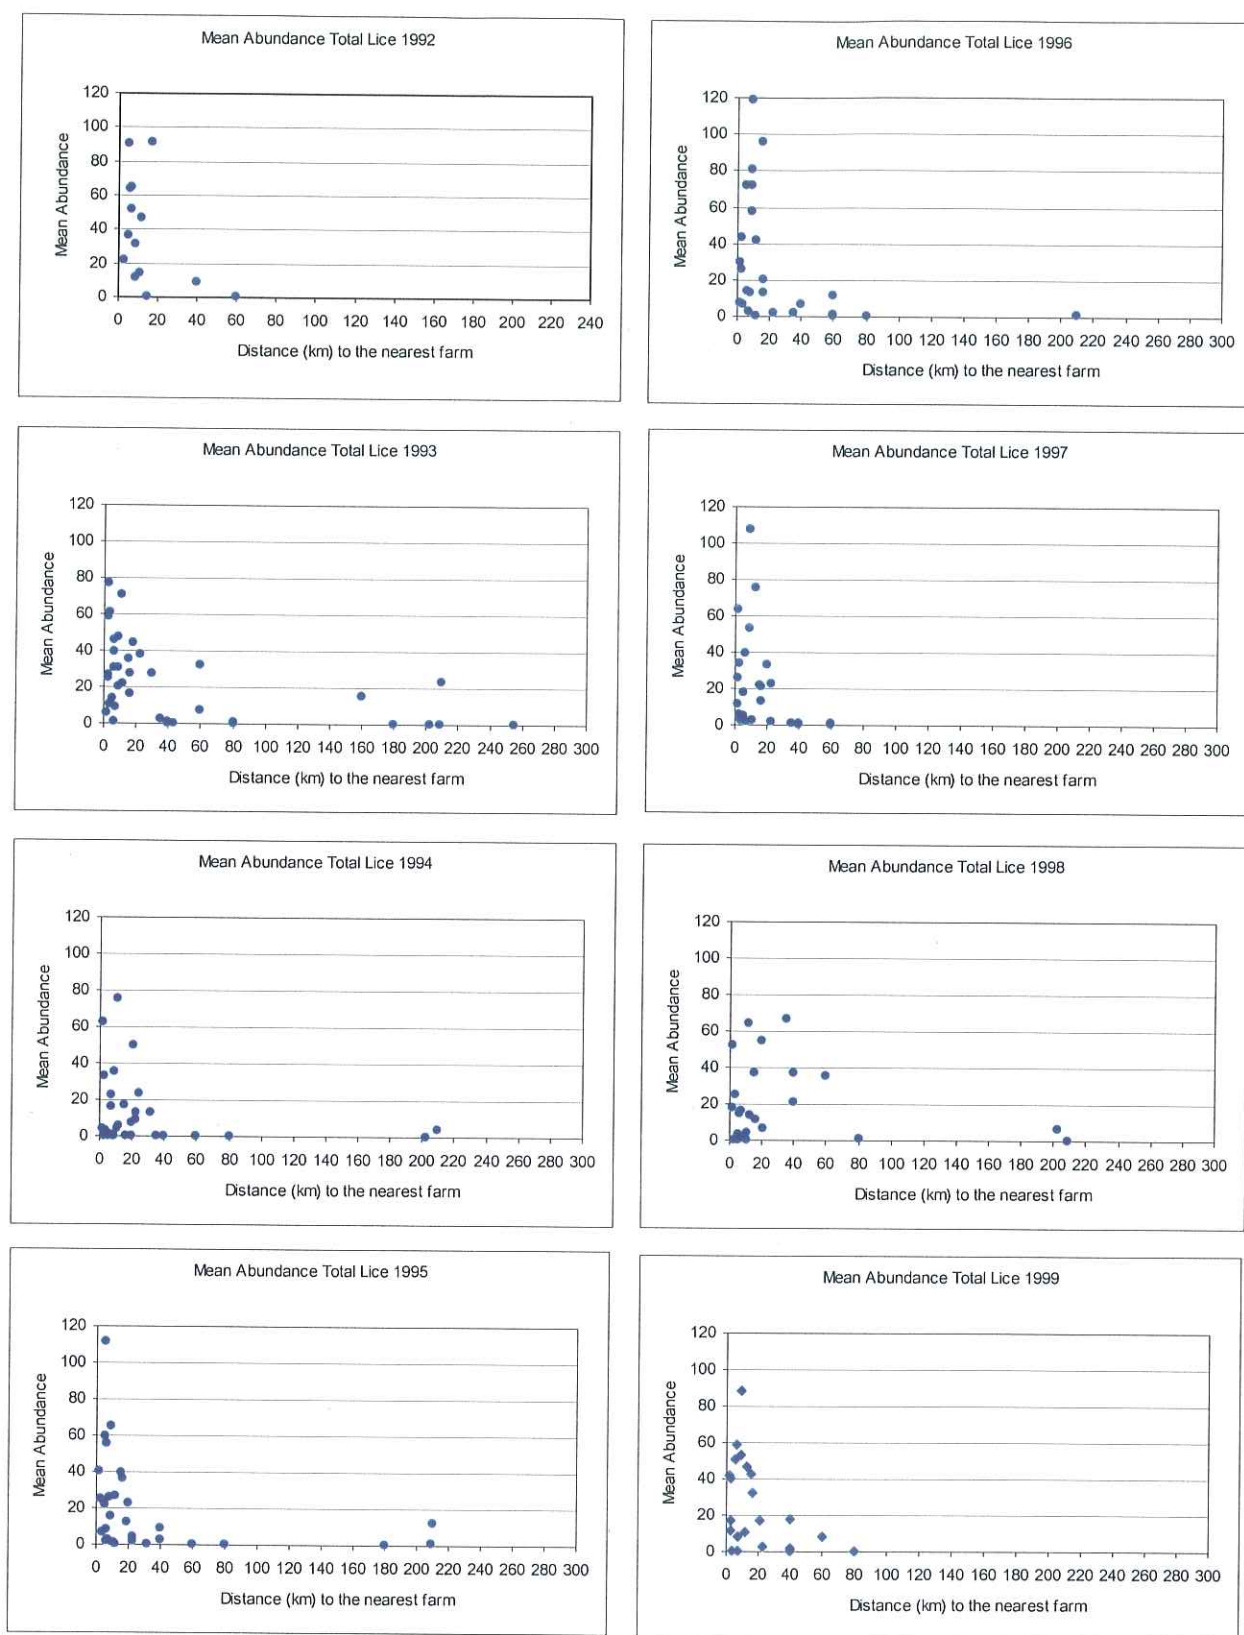 Mean Abundance Total Lice 1992
Mean Abundance
120
100
80
60
40
20
0
0 20 40 60 80 100 120 140 160 180 200 220 240
Distance (km) to the nearest farm
Mean Abundance Total Lice 1993
Mean Abundance
120
100
80
60
40
20
0
0 20 40 60 80 100 120 140 160 180 200 220 240 260 280 300
Distance (km) to the nearest farm
Mean Abundance Total Lice 1994
Mean Abundance
120
100
80
60
40
20
0
0 20 40 60 80 100 120 140 160 180 200 220 240 260 280 300
Distance (km) to the nearest farm
Mean Abundance Total Lice 1995
Mean Abundance
120
100
80
60
40
20
0
0 20 40 60 80 100 120 140 160 180 200 220 240 260 280 300
Distance (km) to the nearest farm
Mean Abundance Total Lice 1996
Mean Abundance
120
100
80
60
40
20
0
0 20 40 60 80 100 120 140 160 180 200 220 240 260 280 300
Distance (km) to the nearest farm
Mean Abundance Total Lice 1997
Mean Abundance
120
100
80
60
40
20
0
0 20 40 60 80 100 120 140 160 180 200 220 240 260 280 300
Distance (km) to the nearest farm
Mean Abundance Total Lice 1998
Mean Abundance
120
100
80
60
40
20
0
0 20 40 60 80 100 120 140 160 180 200 220 240 260 280 300
Distance (km) to the nearest farm
Mean Abundance Total Lice 1999
Mean Abundance
120
100
80
60
40
20
0
0 20 40 60 80 100 120 140 160 180 200 220 240 260 280 300
Distance (km) to the nearest farm